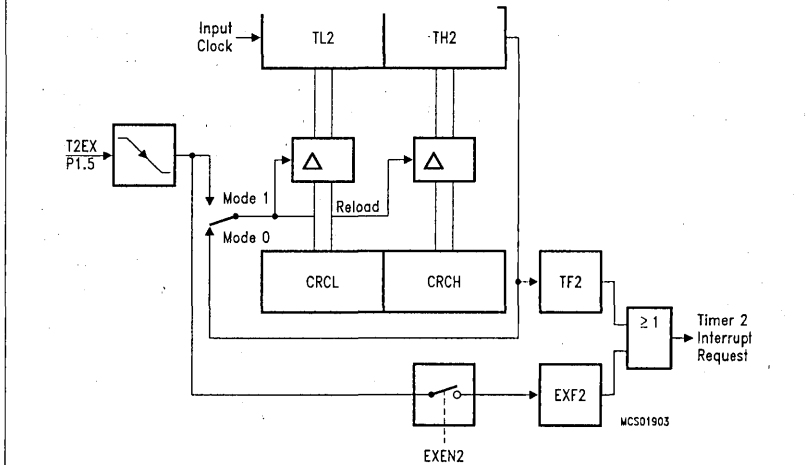 Input
Clock
TL2
TH2
T2EX
P1.5
Mode 1
Reload
Mode 0
CRCL
CRCH
TF2
≥ 1
Timer 2
Interrupt
Request
EXF2
MCS01903
EXEN2